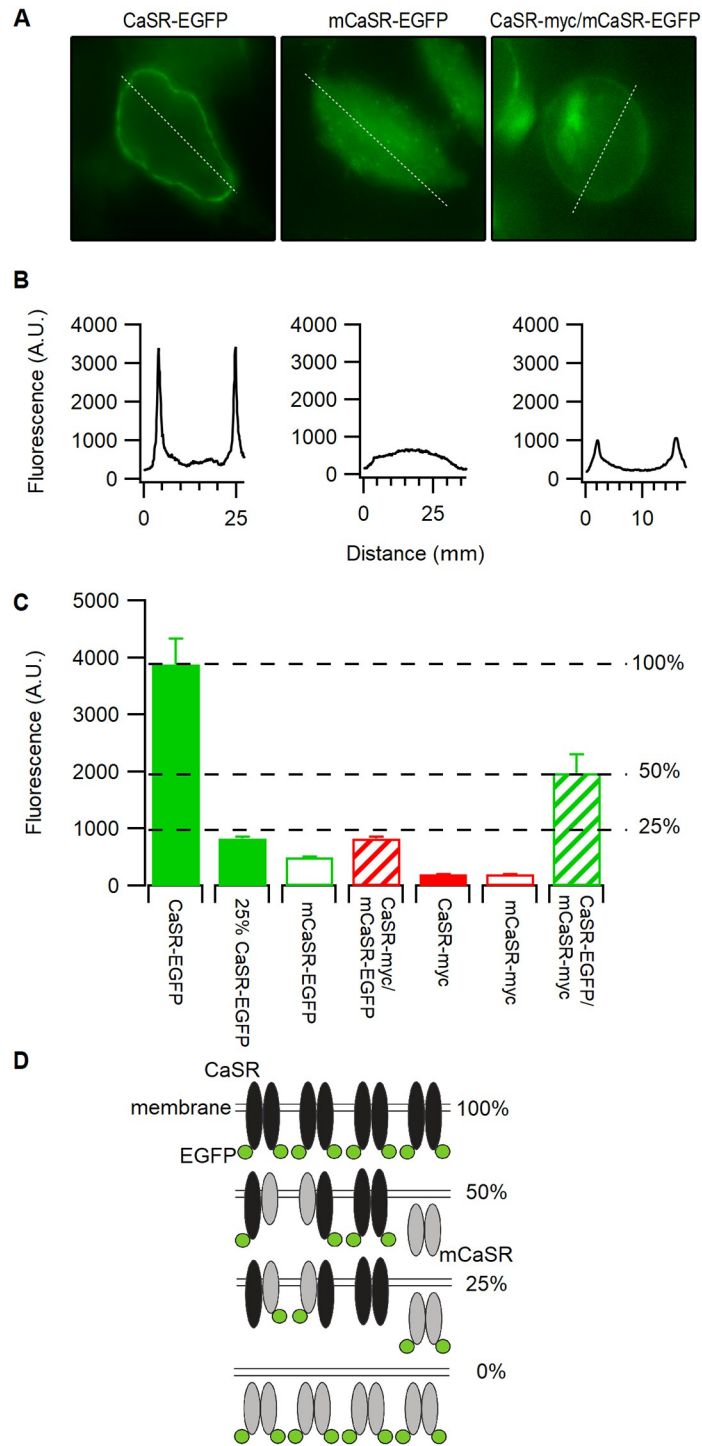 A
CaSR-EGFP
mCaSR-EGFP
CaSR-myc/mCaSR-EGFP
B
Fluorescence (A.U.)
4000
3000
2000
1000
0
0
25
4000
3000
2000
1000
0
0
25
4000
3000
2000
1000
0
0
10
Distance (mm)
C
Fluorescence (A.U.)
5000
4000
3000
2000
1000
0
100%
50%
25%
CaSR-EGFP
25% CaSR-EGFP
mCaSR-EGFP
CaSR-myc/
mCaSR-EGFP
CaSR-myc
mCaSR-myc
CaSR-EGFP/
mCaSR-myc
D
CaSR
membrane
100%
EGFP
50%
mCaSR
25%
0%